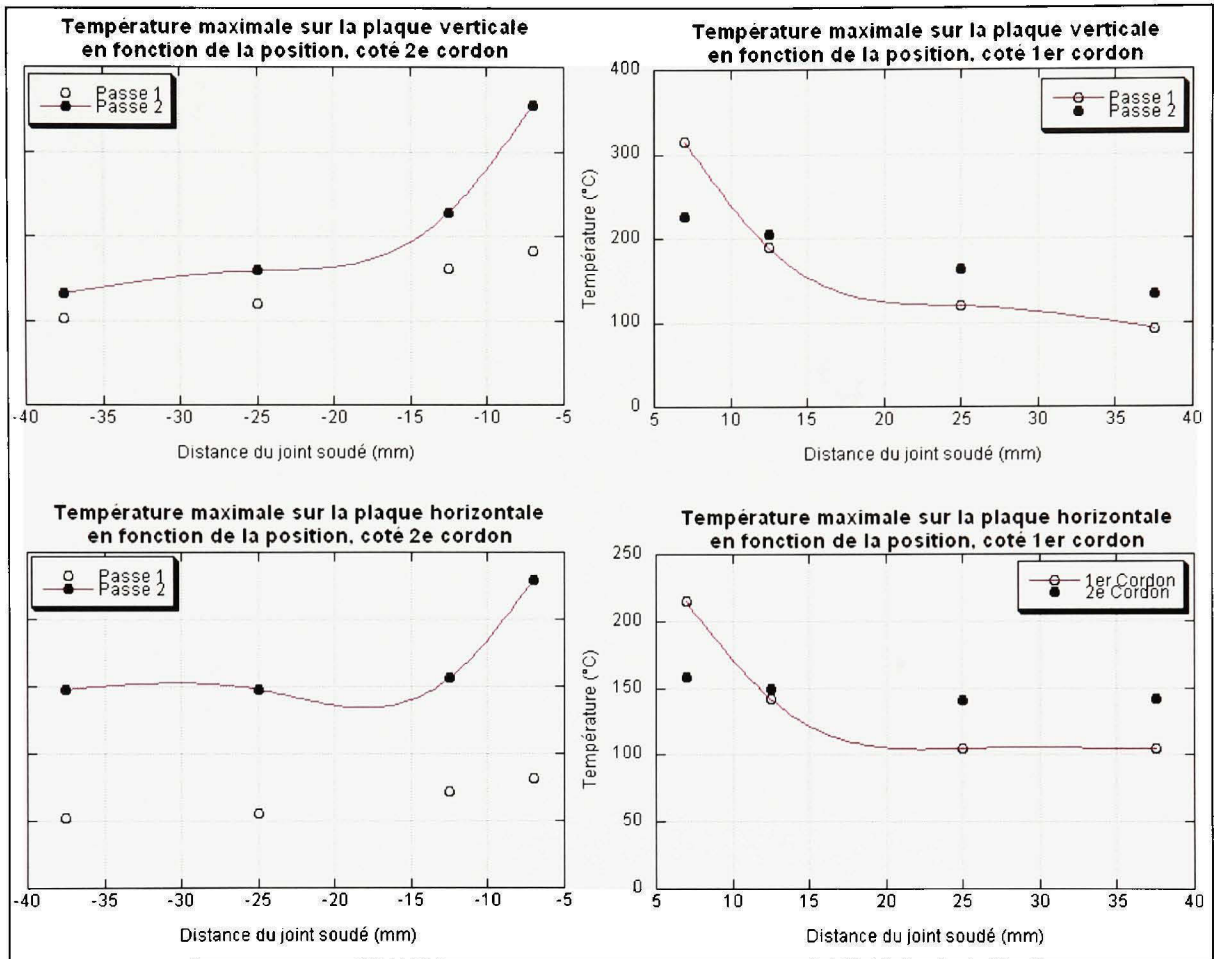 Température maximale sur la plaque verticale
en fonction de la position, coté 2e cordon
Passe 1
Passe 2
-40 -35 -30 -25 -20 -15 -10 -5
Distance du joint soudé (mm)
Température maximale sur la plaque verticale
en fonction de la position, coté 1er cordon
Passe 1
Passe 2
400
300
200
100
0
Température (°C)
5 10 15 20 25 30 35 40
Distance du joint soudé (mm)
Température maximale sur la plaque horizontale
en fonction de la position, coté 2e cordon
Passe 1
Passe 2
-40 -35 -30 -25 -20 -15 -10 -5
Distance du joint soudé (mm)
Température maximale sur la plaque horizontale
en fonction de la position, coté 1er cordon
1er Cordon
2e Cordon
250
200
150
100
50
0
Température (°C)
5 10 15 20 25 30 35 40
Distance du joint soudé (mm)